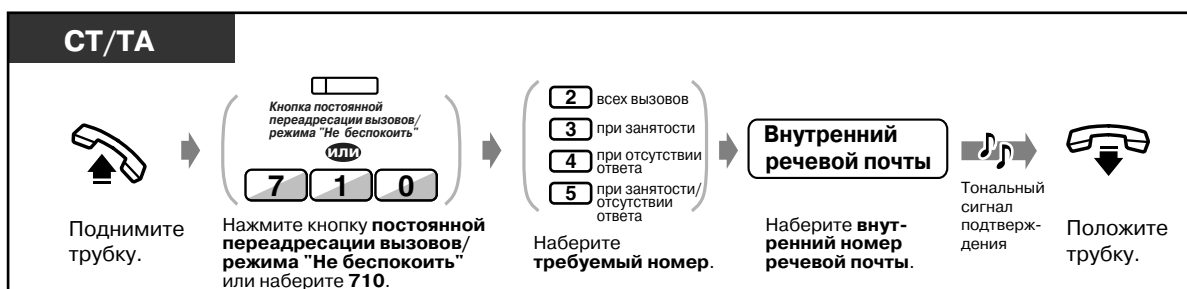 СТ/ТА
Кнопка постоянной
переадресации вызовов/
режима "Не беспокоить"
или
7 1 0
2 всех вызовов
3 при занятости
4 при отсутствии
ответа
5 при занятости/
отсутствии
ответа
Внутренний
речевой почты
Поднимите
трубку.
Нажмите кнопку постоянной
переадресации вызовов/
режима "Не беспокоить"
или наберите 710.
Наберите
требуемый номер.
Наберите внут-
ренний номер
речевой почты.
Тональный
сигнал
подтверж-
дения
Положите
трубку.